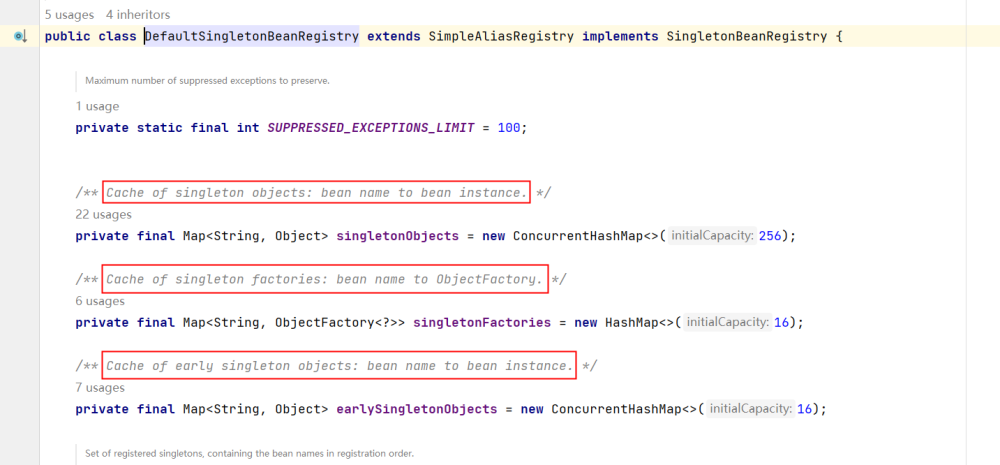 5 usages 4 inheritors
public class DefaultSingletonBeanRegistry extends SimpleAliasRegistry implements SingletonBeanRegistry {
Maximum number of suppressed exceptions to preserve.
1 usage
private static final int SUPPRESSED_EXCEPTIONS_LIMIT = 100;
/** Cache of singleton objects: bean name to bean instance. */
22 usages
private final Map<String, Object> singletonObjects = new ConcurrentHashMap<>( initialCapacity: 256);
/** Cache of singleton factories: bean name to ObjectFactory. */
6 usages
private final Map<String, ObjectFactory<?>> singletonFactories = new HashMap<>( initialCapacity: 16);
/** Cache of early singleton objects: bean name to bean instance. */
7 usages
private final Map<String, Object> earlySingletonObjects = new ConcurrentHashMap<>( initialCapacity: 16);
Set of registered singletons, containing the bean names in registration order.